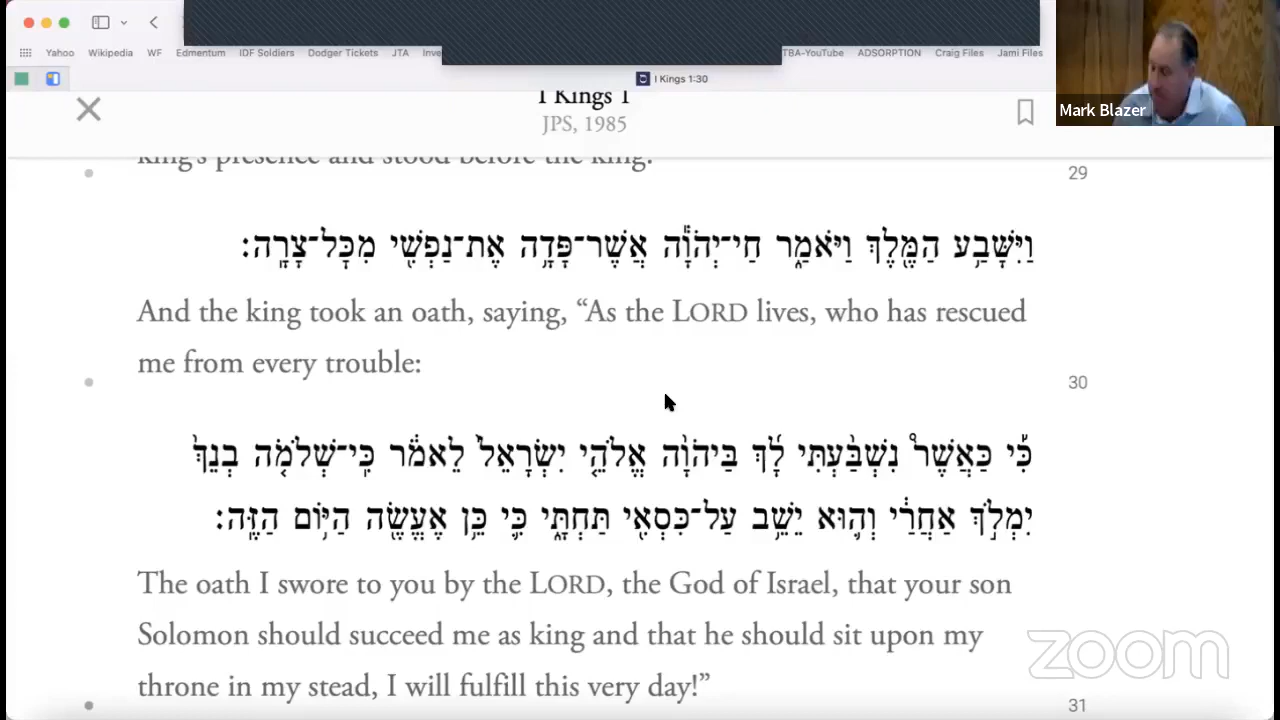 Yahoo Wikipedia WF Edmentum IDF Soldiers Dodger Tickets JTA Inve TBA-YouTube ADSORPTION Craig Files Jami Files
I Kings 1:30
I Kings 1
JPS, 1985
Mark Blazer
king's presence and stood before the king.
29
וַיִּשָּׁבַ֥ע הַמֶּ֖לֶךְ וַיֹּאמַ֑ר חַי־יְהֹוָ֕ה אֲשֶׁר־פָּדָ֥ה אֶת־נַפְשִׁ֖י מִכׇּל־צָרָֽה׃
And the king took an oath, saying, “As the LORD lives, who has rescued
me from every trouble:
30
כִּ֡י כַּאֲשֶׁר֩ נִשְׁבַּ֨עְתִּי לָ֜ךְ בַּיהֹוָ֨ה אֱלֹהֵ֤י יִשְׂרָאֵל֙ לֵאמֹ֔ר כִּֽי־שְׁלֹמֹ֤ה בְנֵךְ֙
יִמְלֹ֣ךְ אַחֲרַ֔י וְה֛וּא יֵשֵׁ֥ב עַל־כִּסְאִ֖י תַּחְתָּ֑י כִּ֛י כֵּ֥ן אֶעֱשֶׂ֖ה הַיּ֥וֹם הַזֶּֽה׃
The oath I swore to you by the LORD, the God of Israel, that your son
Solomon should succeed me as king and that he should sit upon my
throne in my stead, I will fulfill this very day!”
zoom
31